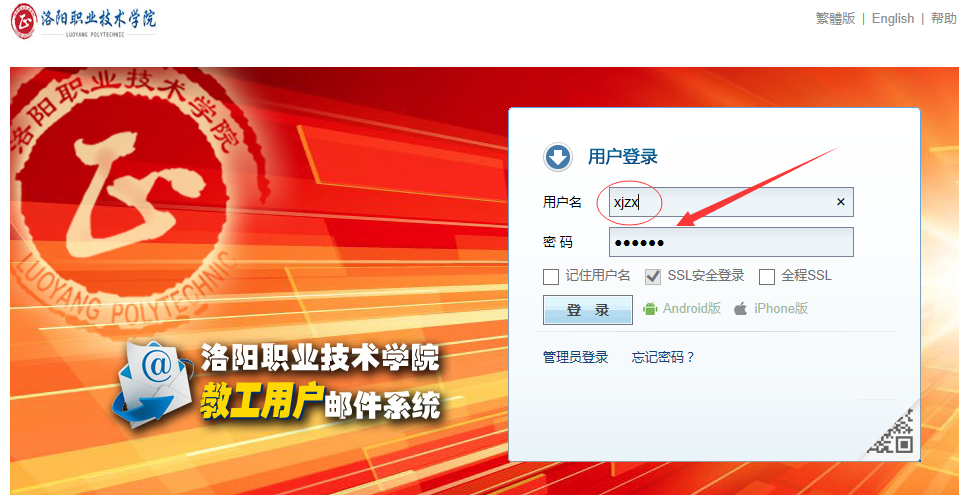 洛阳职业技术学院
LUOYANG POLYTECHNIC
繁體版 | English | 帮助
洛阳职业技术学院
LUOYANG POLYTECHNIC
用户登录
用户名 xjzx ×
密 码 ●●●●●●
记住用户名 SSL安全登录 全程SSL
登 录 Android版 iPhone版
管理员登录 忘记密码？
@
洛阳职业技术学院
教工用户邮件系统